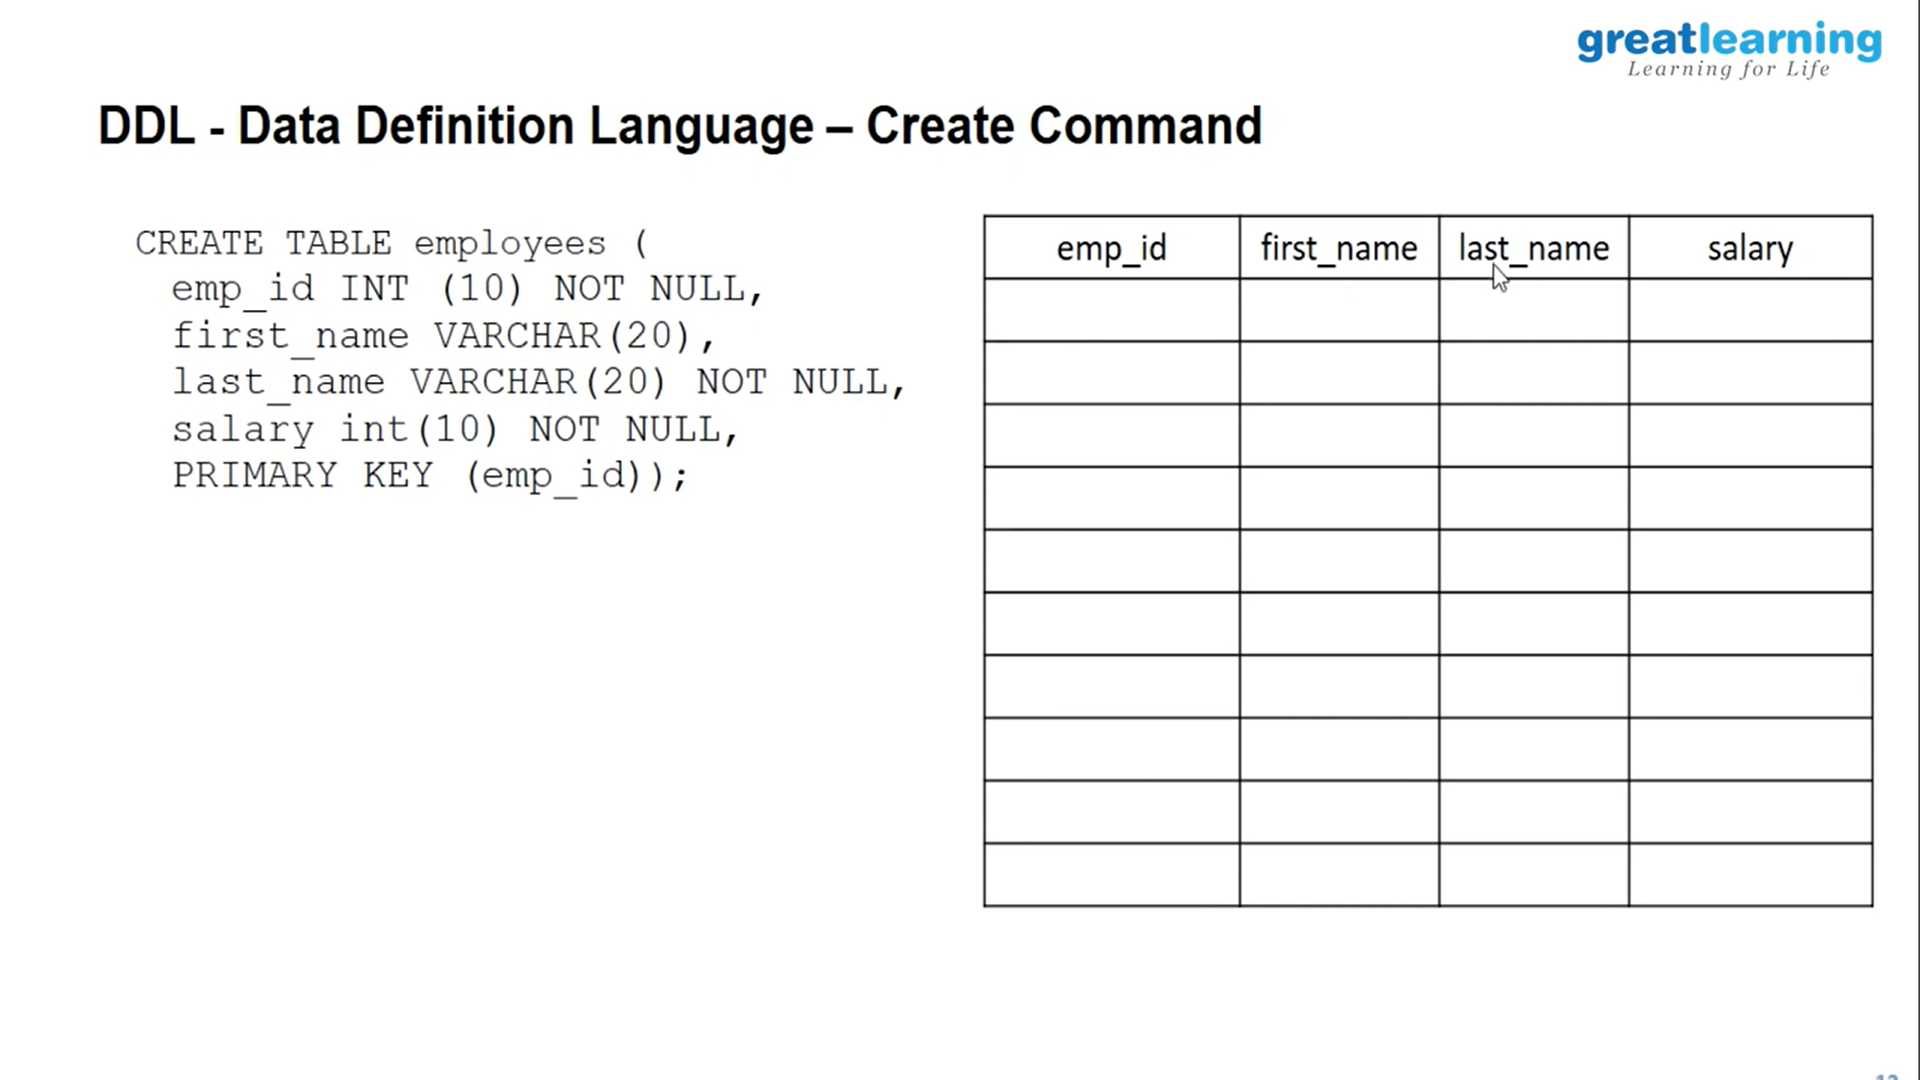 greatlearning
Learning for Life
DDL - Data Definition Language – Create Command
CREATE TABLE employees (
emp_id INT (10) NOT NULL,
first_name VARCHAR(20),
last_name VARCHAR(20) NOT NULL,
salary int(10) NOT NULL,
PRIMARY KEY (emp_id));
emp_id first_name last_name salary